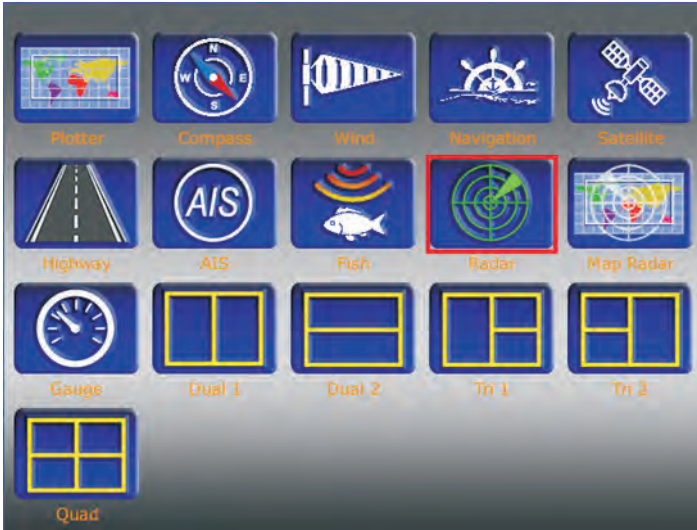 N
W E
S
Plotter Compass Wind Navigation Satellite
AIS
Highway AIS Fish Radar Map Radar
Gauge Dual 1 Dual 2 Tri 1 Tri 2
Quad